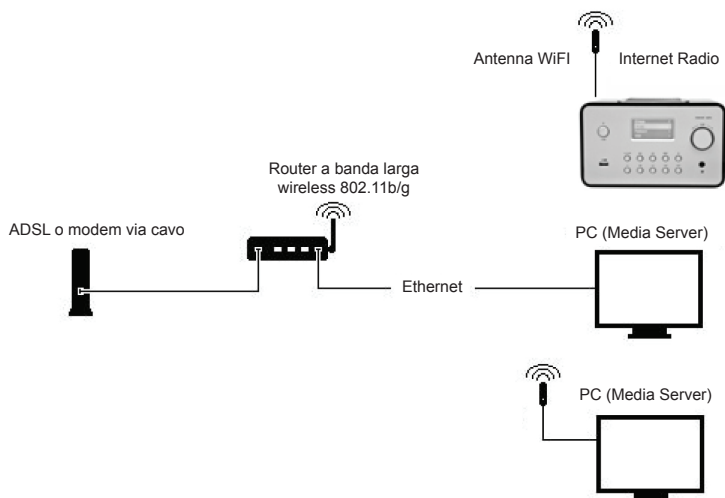 Antenna WiFI
Internet Radio
Router a banda larga
wireless 802.11b/g
ADSL o modem via cavo
PC (Media Server)
Ethernet
PC (Media Server)